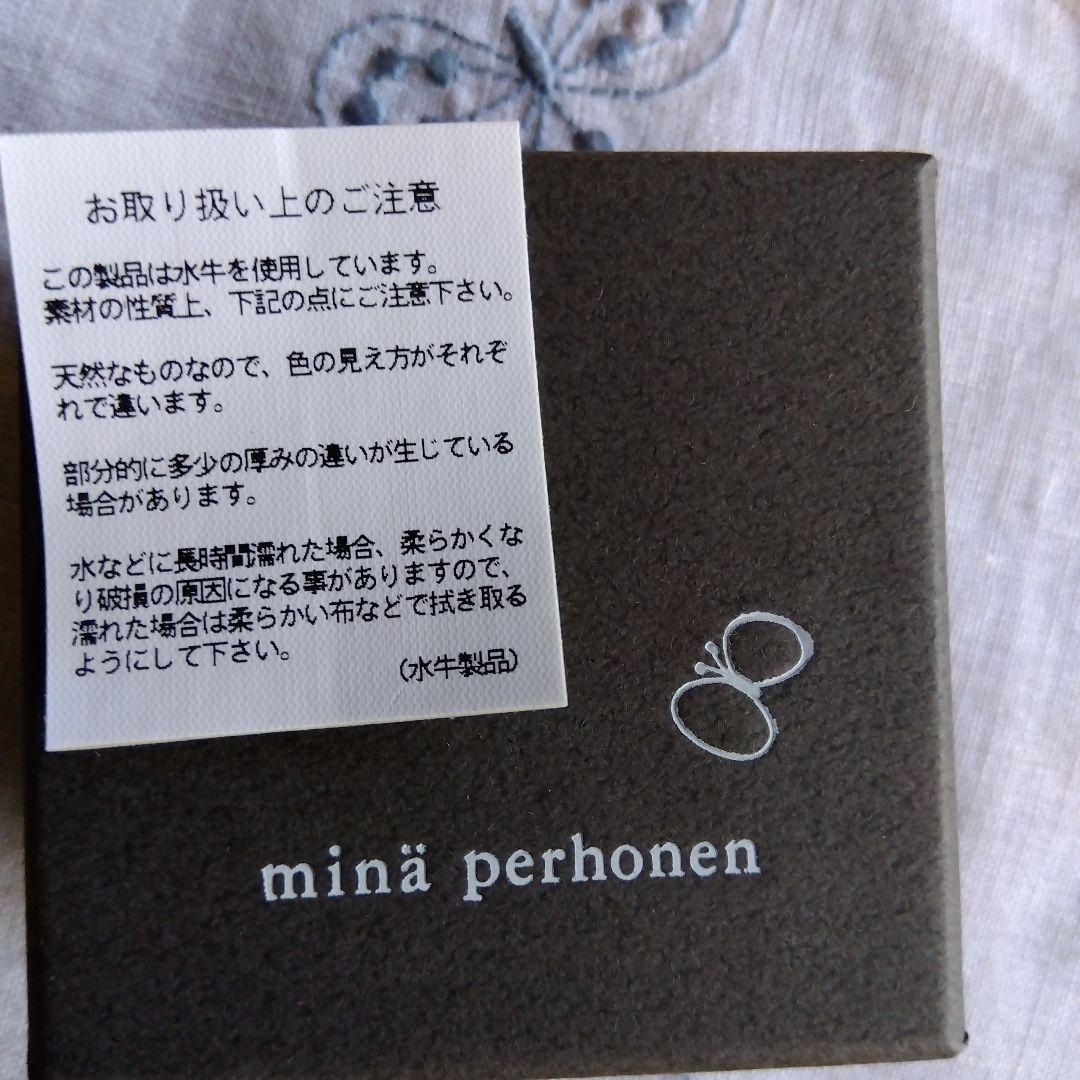 お取り扱い上のご注意
この製品は水牛を使用しています。
素材の性質上、下記の点にご注意下さい。
天然なものなので、色の見え方がそれぞ
れで違います。
部分的に多少の厚みの違いが生じている
場合があります。
水などに長時間濡れた場合、柔らかくな
り破損の原因になる事がありますので、
濡れた場合は柔らかい布などで拭き取る
ようにして下さい。
（水牛製品）
minä perhonen